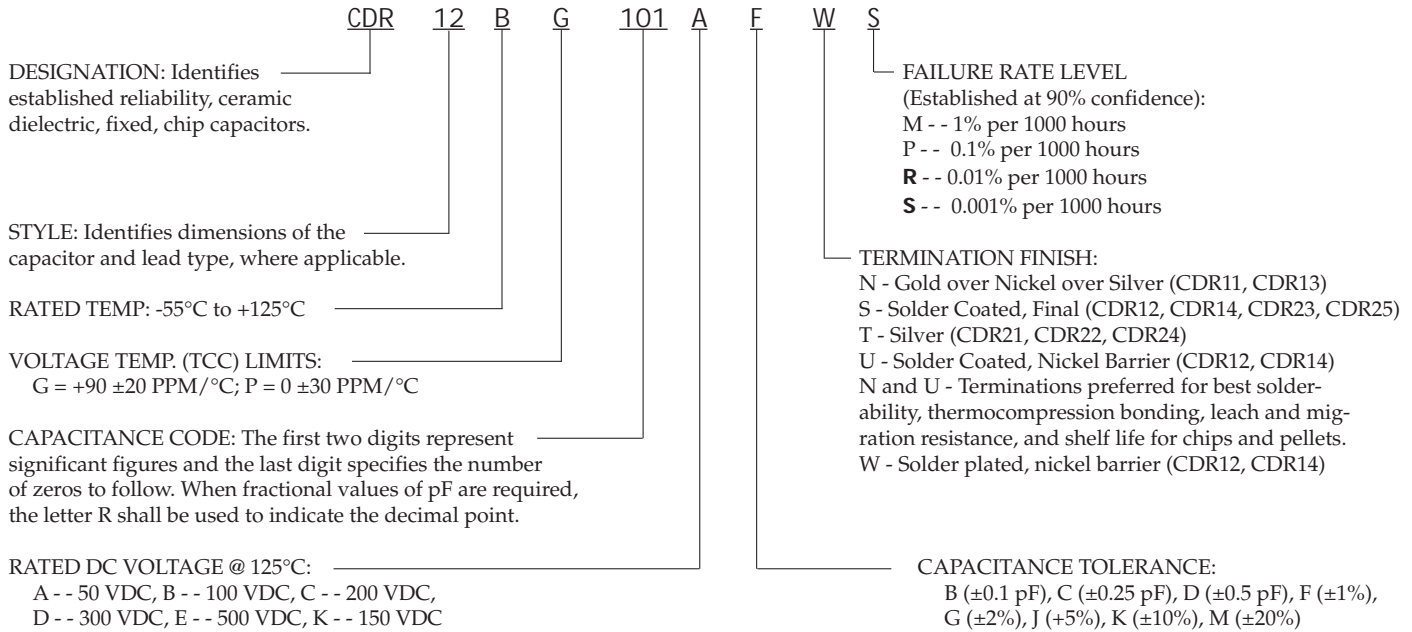 CDR 12 B G 101 A F W S
DESIGNATION: Identifies
established reliability, ceramic
dielectric, fixed, chip capacitors.
STYLE: Identifies dimensions of the
capacitor and lead type, where applicable.
RATED TEMP: -55°C to +125°C
VOLTAGE TEMP. (TCC) LIMITS:
G = +90 ±20 PPM/°C; P = 0 ±30 PPM/°C
CAPACITANCE CODE: The first two digits represent
significant figures and the last digit specifies the number
of zeros to follow. When fractional values of pF are required,
the letter R shall be used to indicate the decimal point.
RATED DC VOLTAGE @ 125°C:
A - - 50 VDC, B - - 100 VDC, C - - 200 VDC,
D - - 300 VDC, E - - 500 VDC, K - - 150 VDC
FAILURE RATE LEVEL
(Established at 90% confidence):
M - - 1% per 1000 hours
P - - 0.1% per 1000 hours
R - - 0.01% per 1000 hours
S - - 0.001% per 1000 hours
TERMINATION FINISH:
N - Gold over Nickel over Silver (CDR11, CDR13)
S - Solder Coated, Final (CDR12, CDR14, CDR23, CDR25)
T - Silver (CDR21, CDR22, CDR24)
U - Solder Coated, Nickel Barrier (CDR12, CDR14)
N and U - Terminations preferred for best solder-
ability, thermocompression bonding, leach and mig-
ration resistance, and shelf life for chips and pellets.
W - Solder plated, nickel barrier (CDR12, CDR14)
CAPACITANCE TOLERANCE:
B (±0.1 pF), C (±0.25 pF), D (±0.5 pF), F (±1%),
G (±2%), J (+5%), K (±10%), M (±20%)